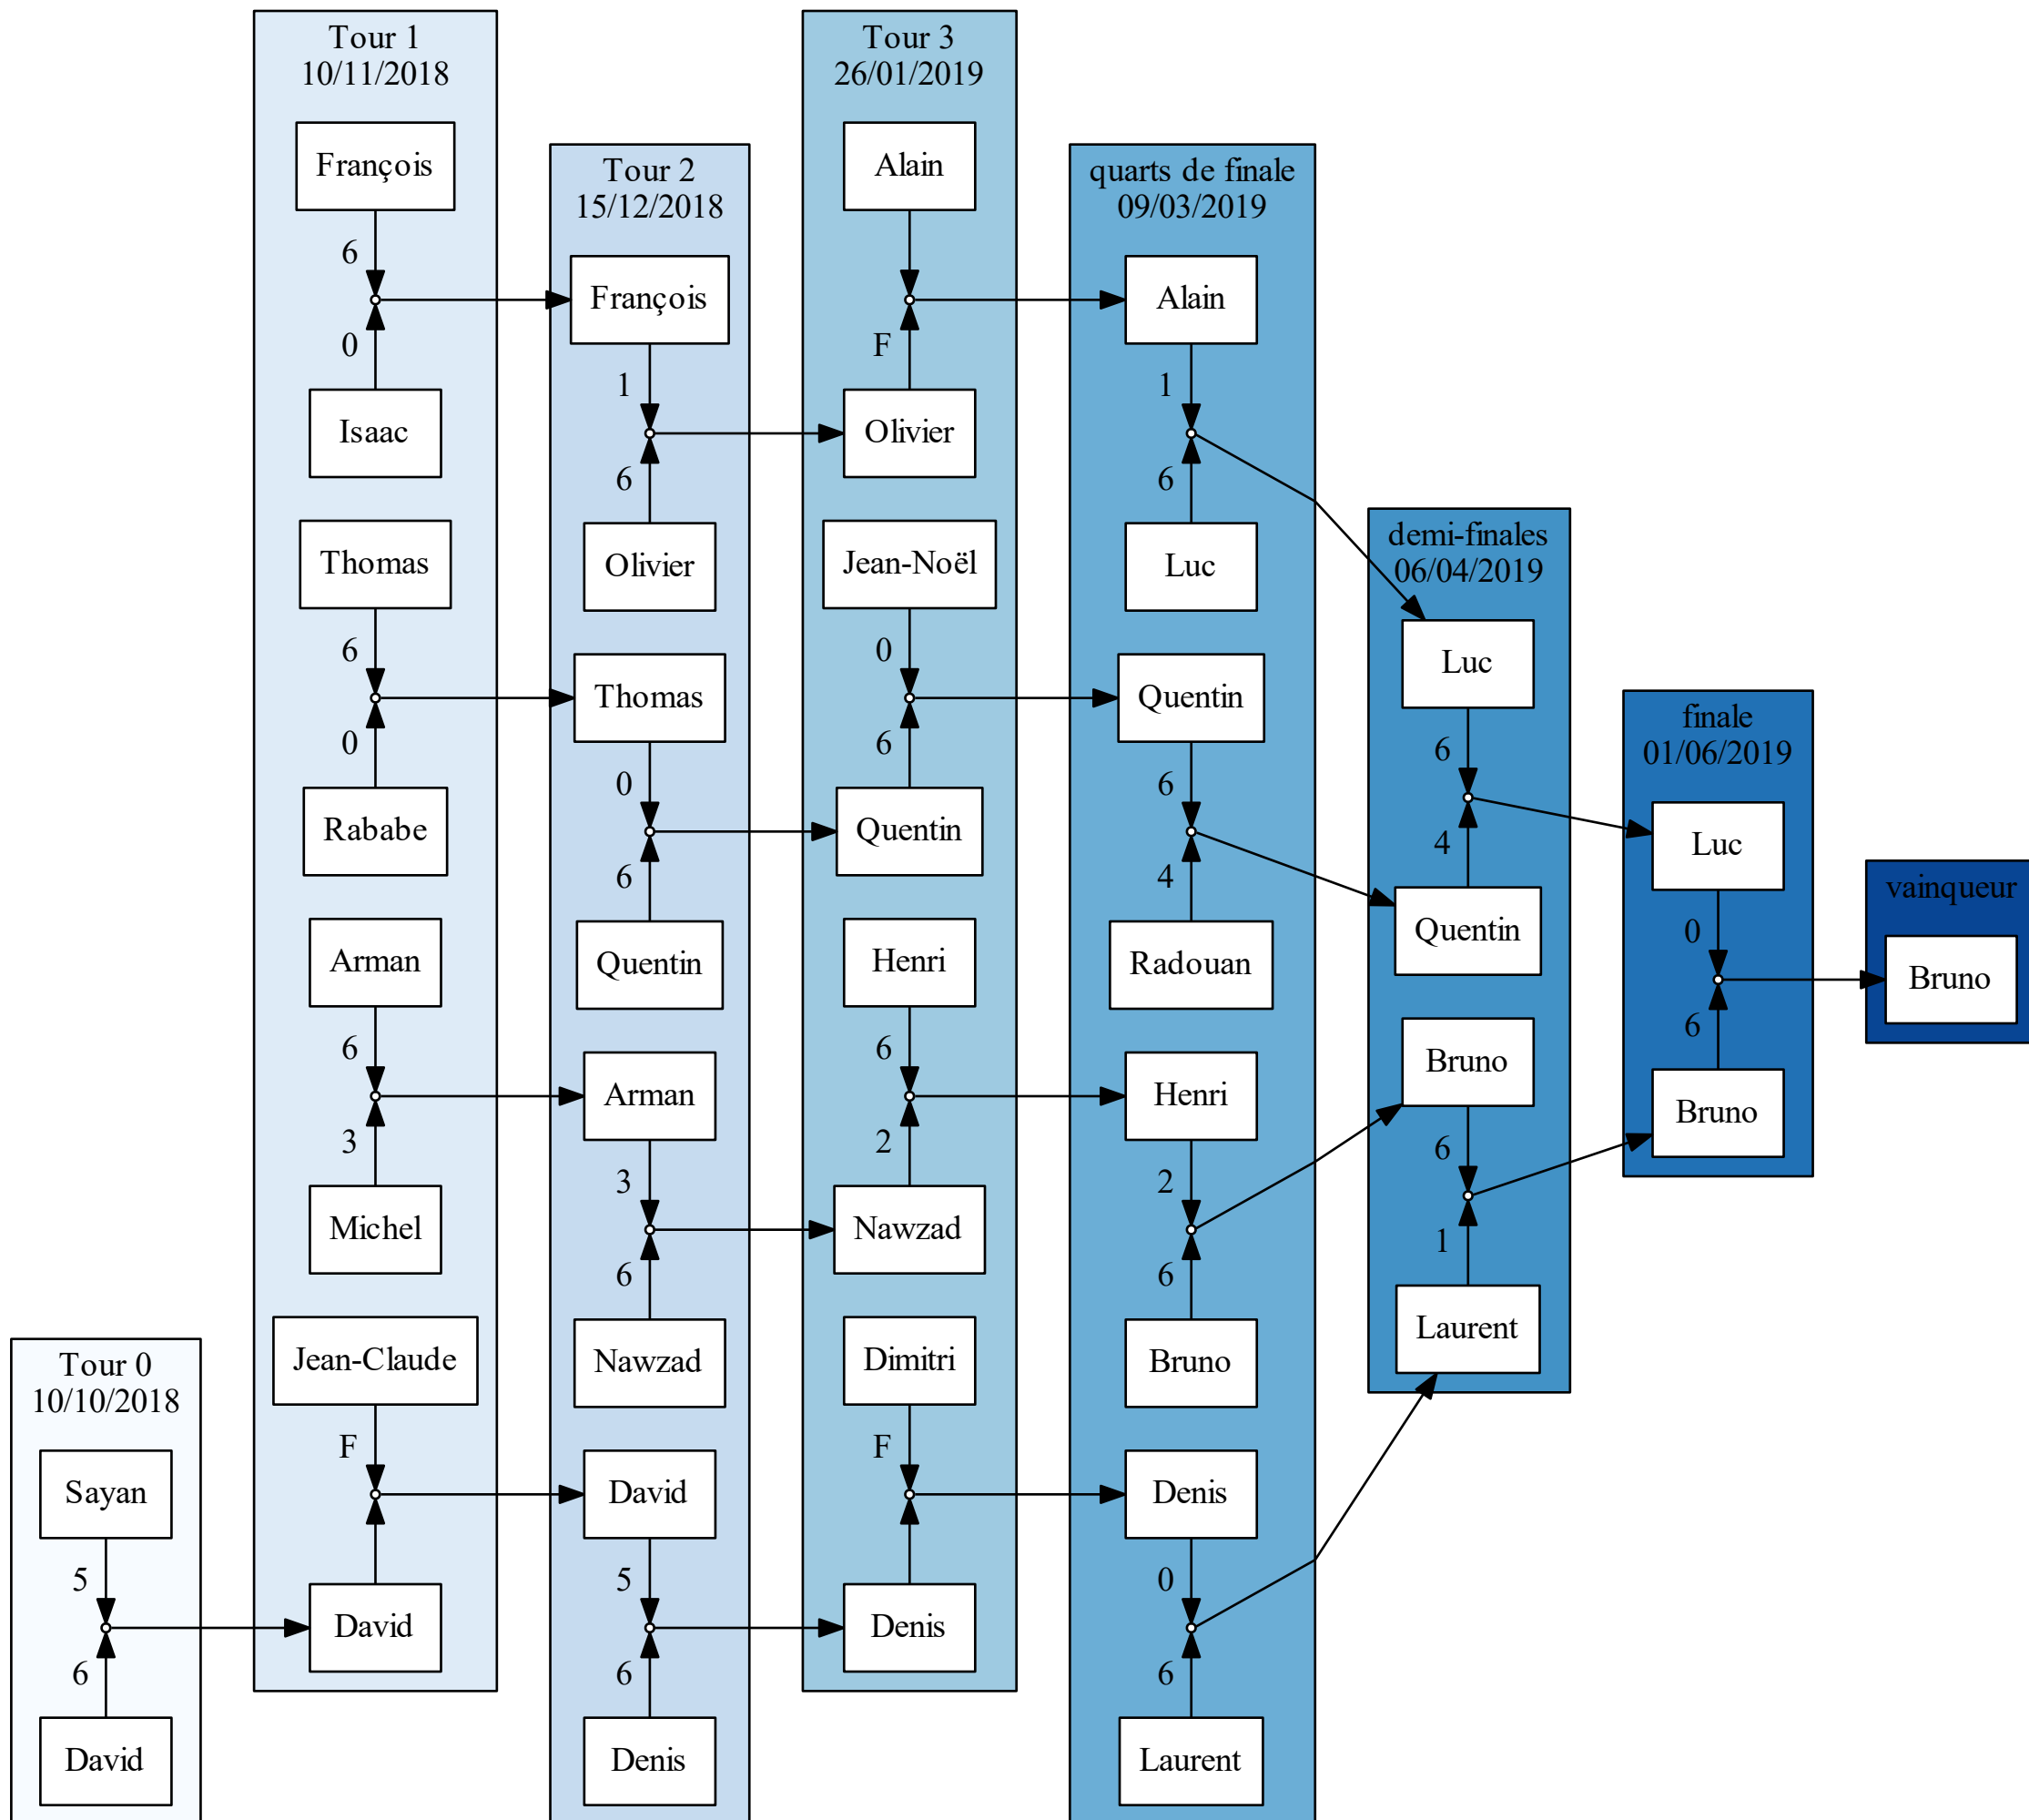 Tour 0
10/10/2018
Sayan
5
6
David
Tour 1
10/11/2018
François
6
0
Isaac
Thomas
6
0
Rababe
Arman
6
3
Michel
Jean-Claude
F
David
Tour 2
15/12/2018
François
1
6
Olivier
Thomas
0
6
Quentin
Arman
3
6
Nawzad
David
5
6
Denis
Tour 3
26/01/2019
Alain
F
Olivier
Jean-Noël
0
6
Quentin
Henri
6
2
Nawzad
Dimitri
F
Denis
quarts de finale
09/03/2019
Alain
1
6
Luc
Quentin
6
4
Radouan
Henri
2
6
Bruno
Denis
0
6
Laurent
demi-finales
06/04/2019
Luc
6
4
Quentin
Bruno
6
1
Laurent
finale
01/06/2019
Luc
0
6
Bruno
vainqueur
Bruno